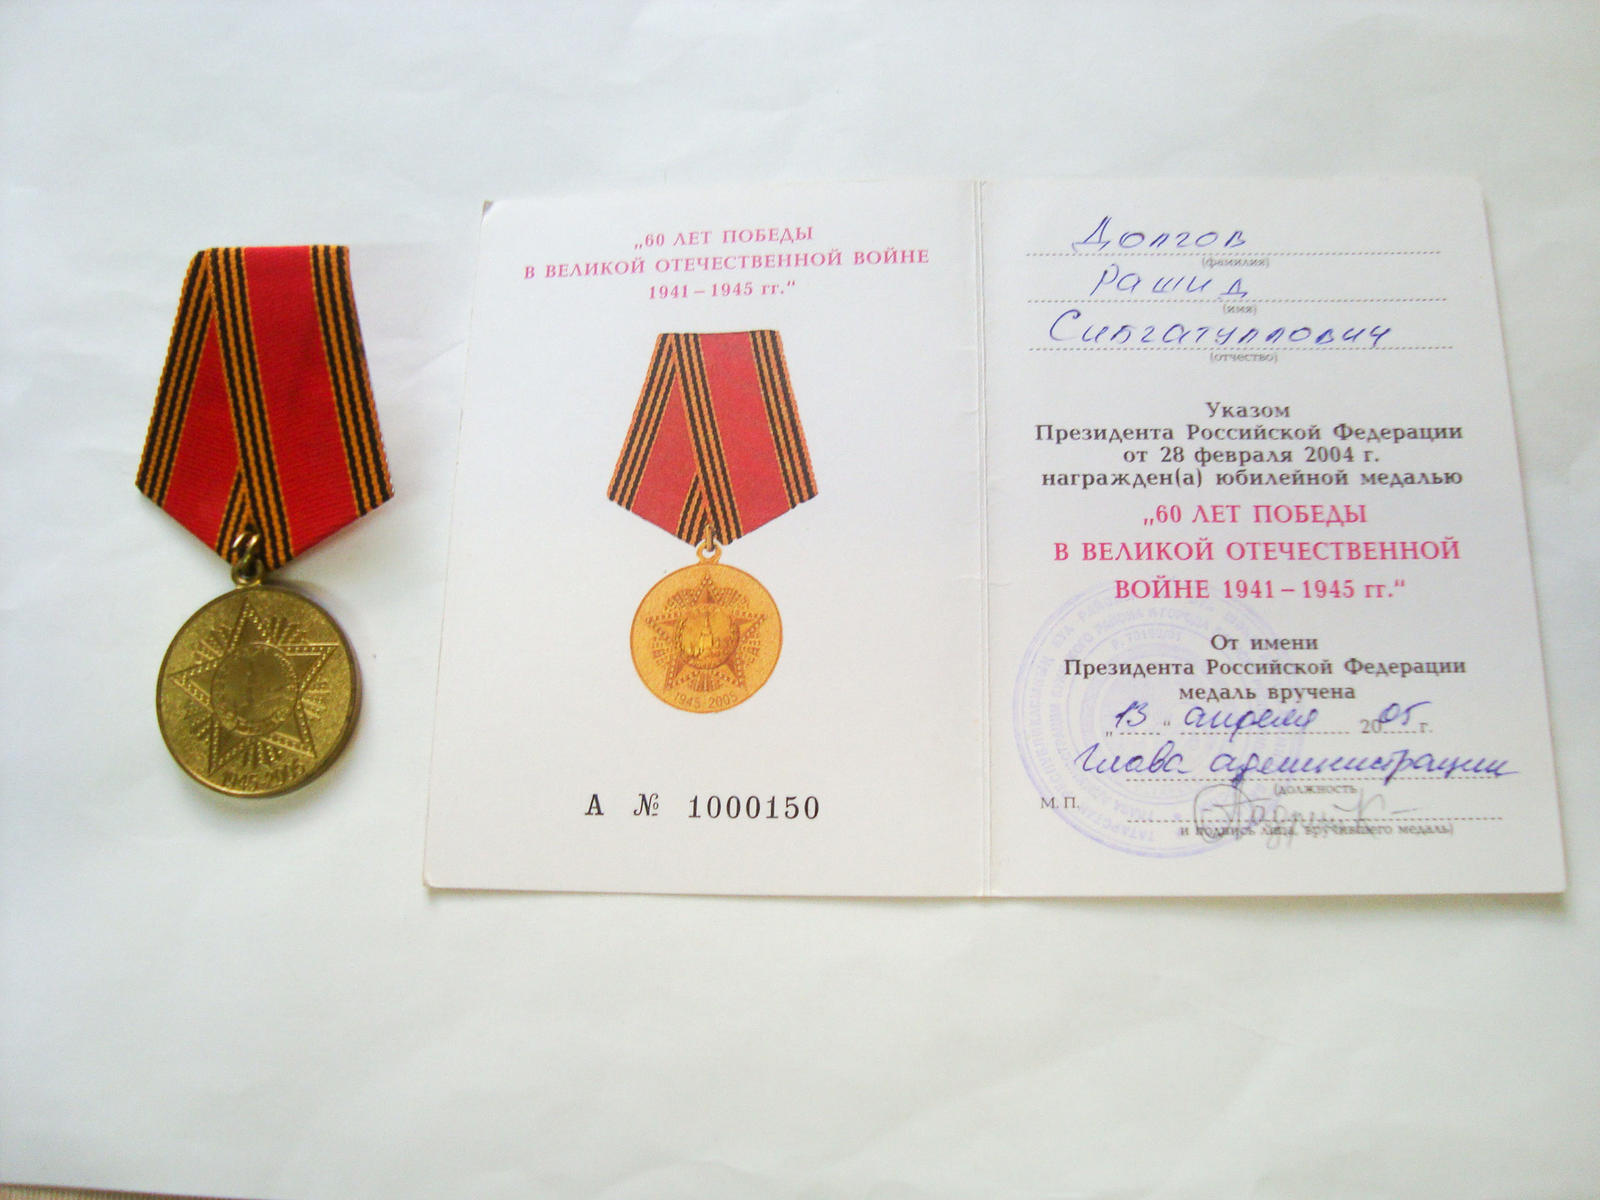 1945-2005
„60 ЛЕТ ПОБЕДЫ
В ВЕЛИКОЙ ОТЕЧЕСТВЕННОЙ ВОЙНЕ
1941 – 1945 гг.“
1945-2005
А № 1000150
Долгов
(фамилия)
Рашид
(имя)
Сибгатуллович
(отчество)
Указом
Президента Российской Федерации
от 28 февраля 2004 г.
награжден(а) юбилейной медалью
„60 ЛЕТ ПОБЕДЫ
В ВЕЛИКОЙ ОТЕЧЕСТВЕННОЙ
ВОЙНЕ 1941 – 1945 гг.“
От имени
Президента Российской Федерации
медаль вручена
„13“ апреля 2005 г.
Глава администрации
(должность
М. П.
и подпись лица, вручившего медаль)